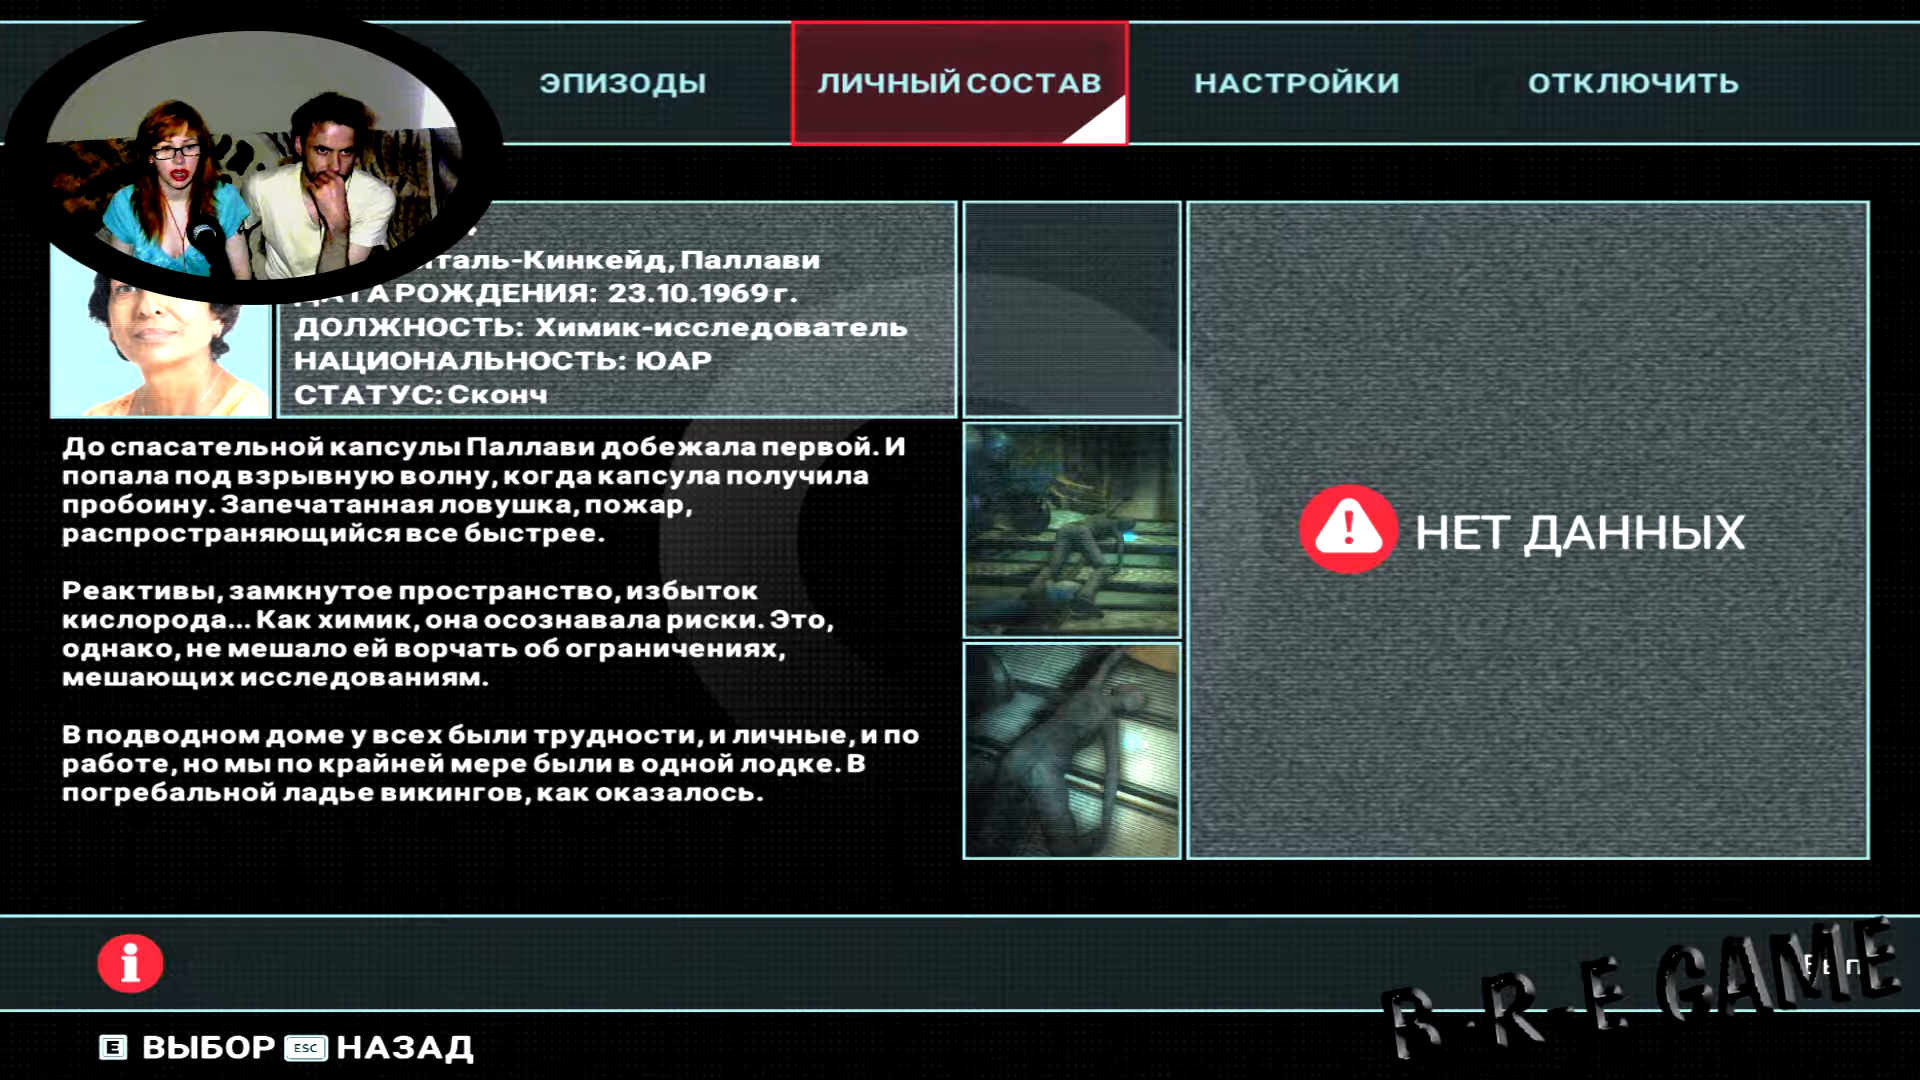 ЭПИЗОДЫ
ЛИЧНЫЙ СОСТАВ
НАСТРОЙКИ
ОТКЛЮЧИТЬ
Паллави
ДАТА РОЖДЕНИЯ: 23.10.1969 г.
ДОЛЖНОСТЬ: Химик-исследователь
НАЦИОНАЛЬНОСТЬ: ЮАР
СТАТУС: Сконч
До спасательной капсулы Паллави добежала первой. И
попала под взрывную волну, когда капсула получила
пробоину. Запечатанная ловушка, пожар,
распространяющийся все быстрее.
Реактивы, замкнутое пространство, избыток
кислорода... Как химик, она осознавала риски. Это,
однако, не мешало ей ворчать об ограничениях,
мешающих исследованиям.
В подводном доме у всех были трудности, и личные, и по
работе, но мы по крайней мере были в одной лодке. В
погребальной ладье викингов, как оказалось.
НЕТ ДАННЫХ
R-R-E GAME
E ВЫБОР ESC НАЗАД